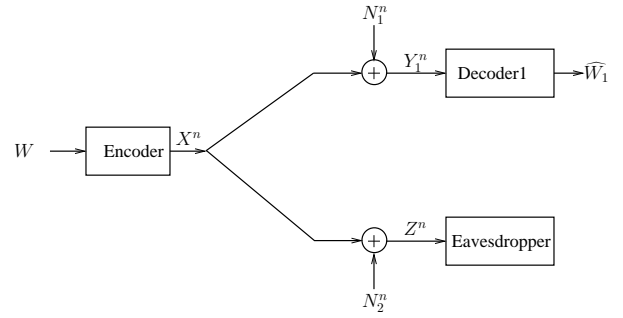 N_1^n
Y_1^n
Decoder1
\widehat{W_1}
W
Encoder
X^n
+
Z^n
Eavesdropper
+
N_2^n